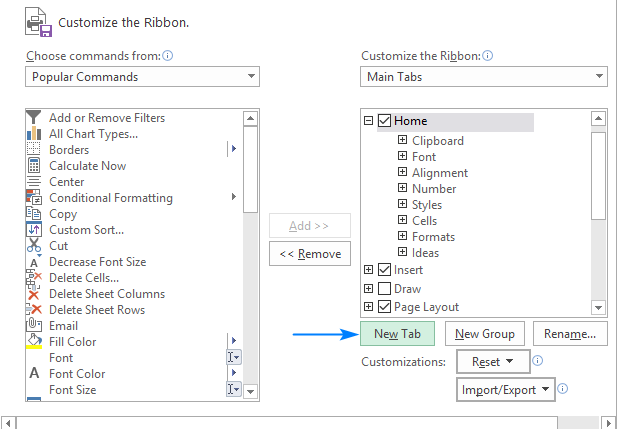 Customize the Ribbon.
Choose commands from:
Popular Commands
Add or Remove Filters
All Chart Types...
Borders
Calculate Now
Center
Conditional Formatting
Copy
Custom Sort...
Cut
Decrease Font Size
Delete Cells...
Delete Sheet Columns
Delete Sheet Rows
Email
Fill Color
Font
Font Color
Font Size
Add >>
<< Remove
Customize the Ribbon:
Main Tabs
Home
Clipboard
Font
Alignment
Number
Styles
Cells
Formats
Ideas
Insert
Draw
Page Layout
New Tab
New Group
Rename...
Customizations:
Reset
Import/Export